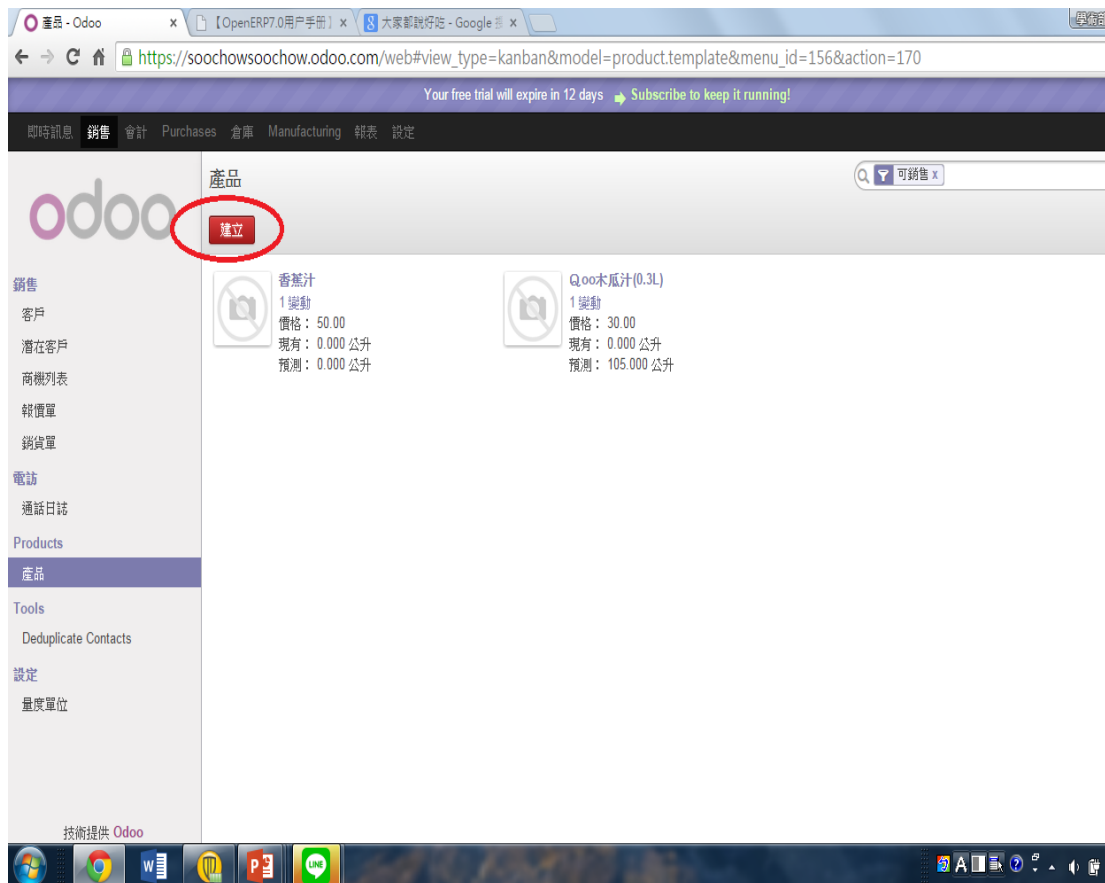 產品 - Odoo
【OpenERP7.0用户手册】
大家都說好吃 - Google
https://soochowsoochow.odoo.com/web#view_type=kanban&model=product.template&menu_id=156&action=170
Your free trial will expire in 12 days Subscribe to keep it running!
即時訊息 銷售 會計 Purchases 倉庫 Manufacturing 報表 設定
odoo
產品
可銷售 x
建立
銷售
客戶
潛在客戶
商機列表
報價單
銷貨單
電訪
通話日誌
Products
產品
Tools
Deduplicate Contacts
設定
量度單位
香蕉汁
1 變動
價格： 50.00
現有： 0.000 公升
預測： 0.000 公升
Qoo木瓜汁(0.3L)
1 變動
價格： 30.00
現有： 0.000 公升
預測： 105.000 公升
技術提供 Odoo
LINE
A